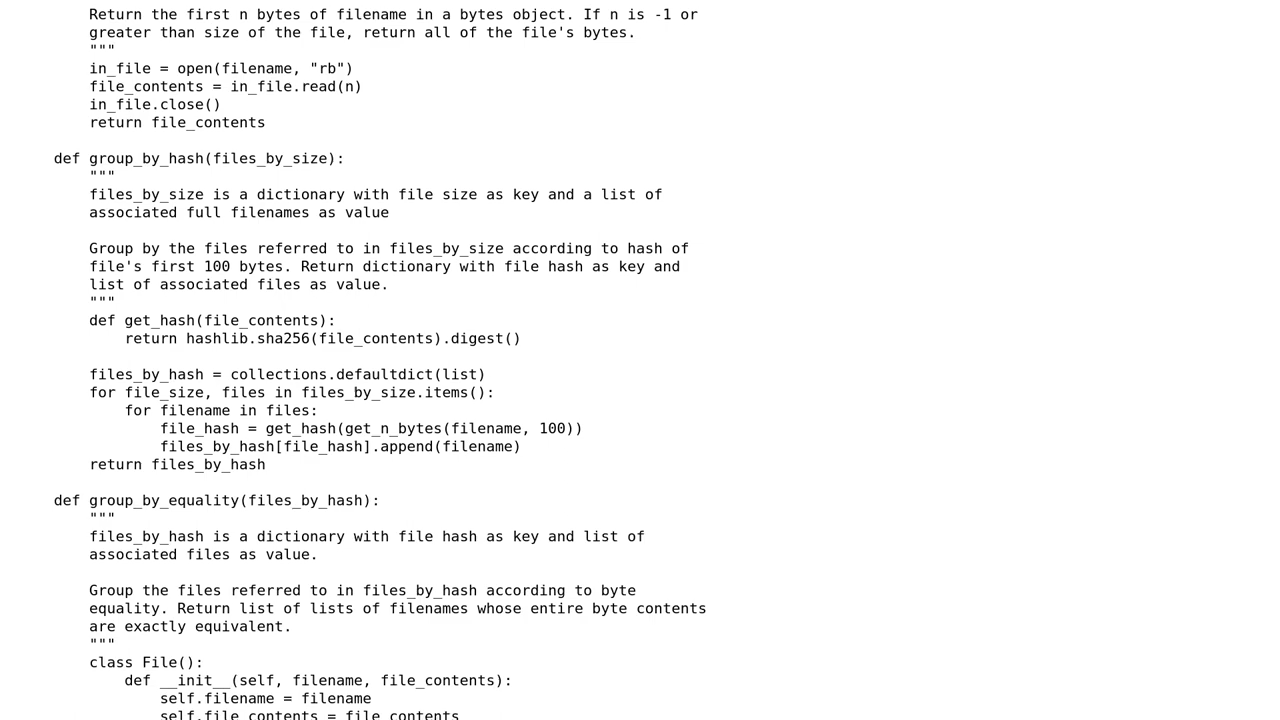 Return the first n bytes of filename in a bytes object. If n is -1 or
greater than size of the file, return all of the file's bytes.
"""
in_file = open(filename, "rb")
file_contents = in_file.read(n)
in_file.close()
return file_contents
def group_by_hash(files_by_size):
"""
files_by_size is a dictionary with file size as key and a list of
associated full filenames as value
Group by the files referred to in files_by_size according to hash of
file's first 100 bytes. Return dictionary with file hash as key and
list of associated files as value.
"""
def get_hash(file_contents):
return hashlib.sha256(file_contents).digest()
files_by_hash = collections.defaultdict(list)
for file_size, files in files_by_size.items():
for filename in files:
file_hash = get_hash(get_n_bytes(filename, 100))
files_by_hash[file_hash].append(filename)
return files_by_hash
def group_by_equality(files_by_hash):
"""
files_by_hash is a dictionary with file hash as key and list of
associated files as value.
Group the files referred to in files_by_hash according to byte
equality. Return list of lists of filenames whose entire byte contents
are exactly equivalent.
"""
class File():
def __init__(self, filename, file_contents):
self.filename = filename
self.file_contents = file_contents